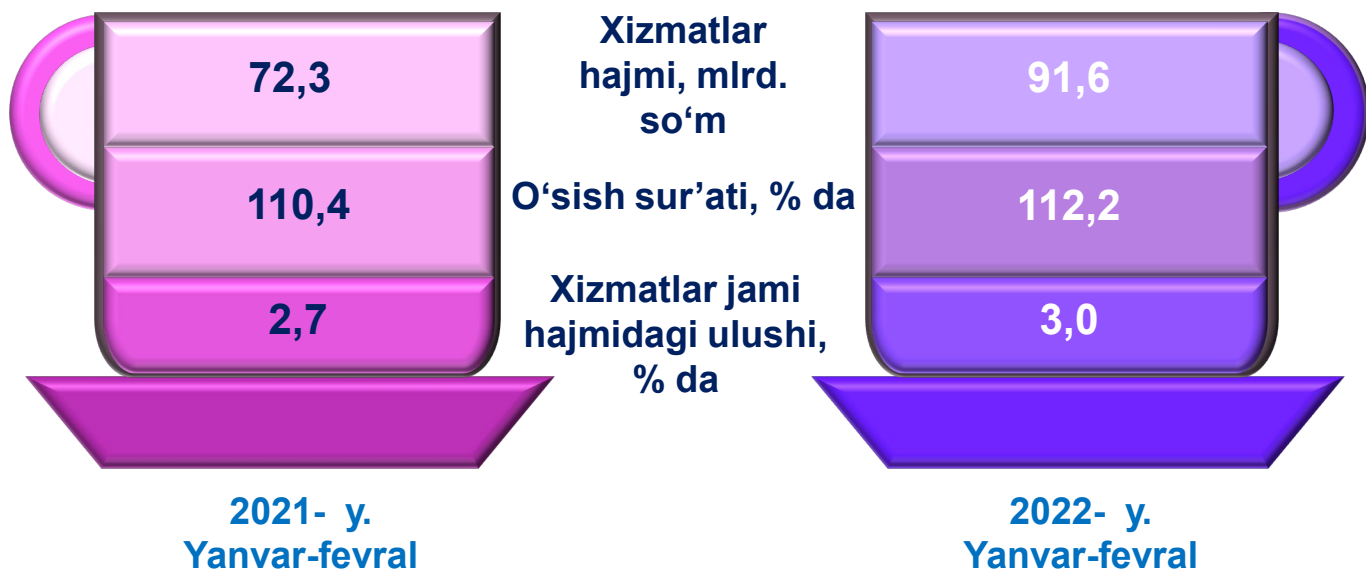 72,3
110,4
2,7
Xizmatlar
hajmi, mlrd.
so‘m
O‘sish sur’ati, % da
Xizmatlar jami
hajmidagi ulushi,
% da
91,6
112,2
3,0
2021- y.
Yanvar-fevral
2022- y.
Yanvar-fevral